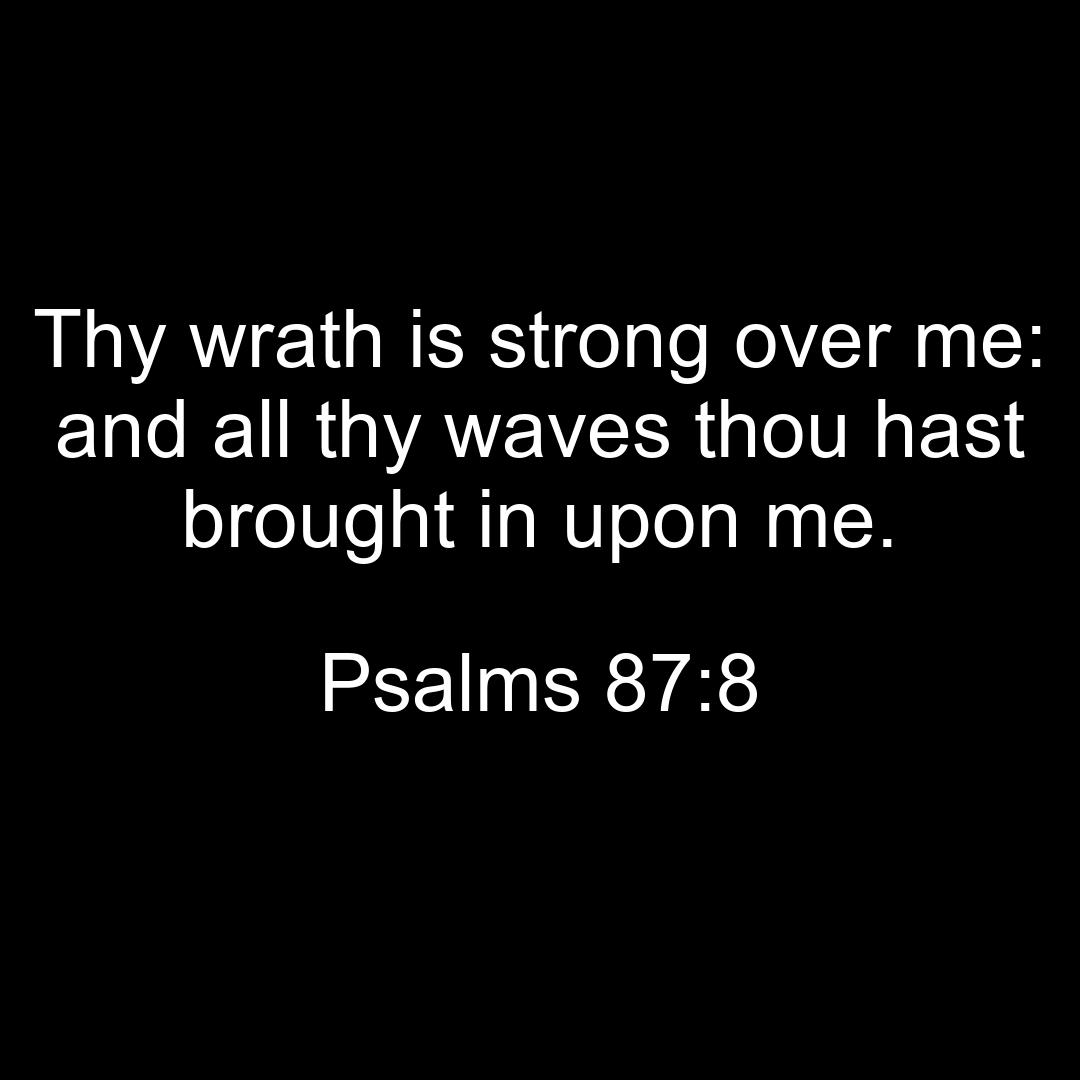 Thy wrath is strong over me:
and all thy waves thou hast
brought in upon me.
Psalms 87:8